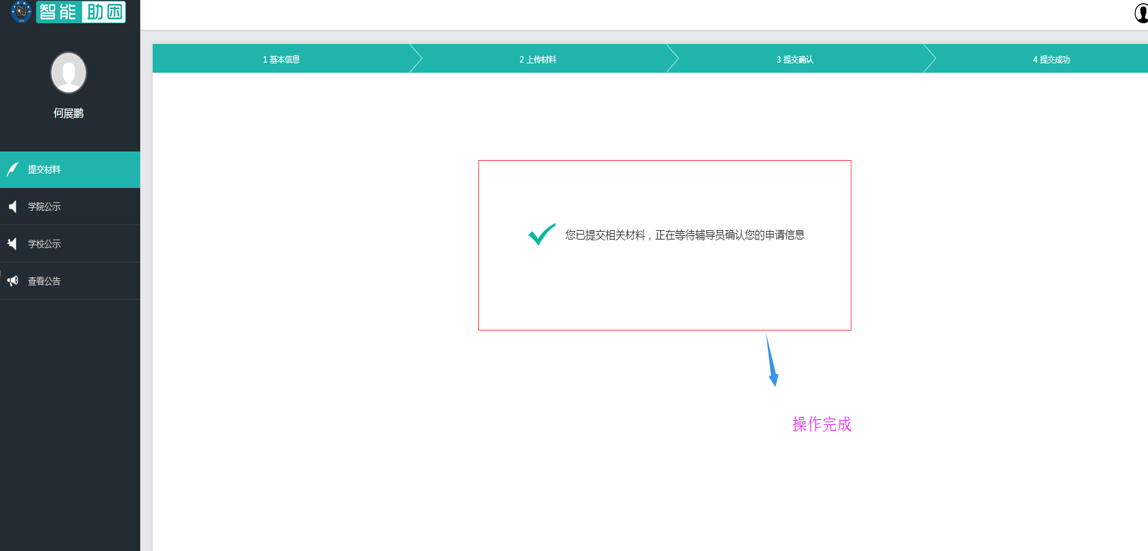 智能助困
何展鹏
提交材料
学院公示
学校公示
查看公告
1 基本信息
2 上传材料
3 提交确认
4 提交成功
您已提交相关材料，正在等待辅导员确认您的申请信息
操作完成